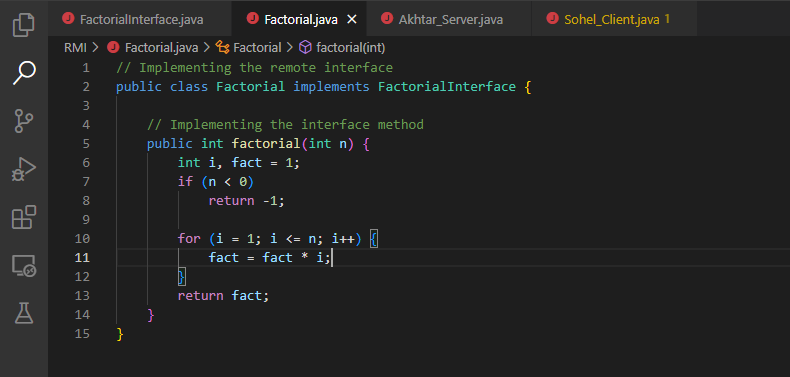 FactorialInterface.java
Factorial.java
Akhtar_Server.java
Sohel_Client.java 1
RMI > Factorial.java > Factorial > factorial(int)
1 // Implementing the remote interface
2 public class Factorial implements FactorialInterface {
3
4 // Implementing the interface method
5 public int factorial(int n) {
6 int i, fact = 1;
7 if (n < 0)
8 return -1;
9
10 for (i = 1; i <= n; i++) {
11 fact = fact * i;
12 }
13 return fact;
14 }
15 }